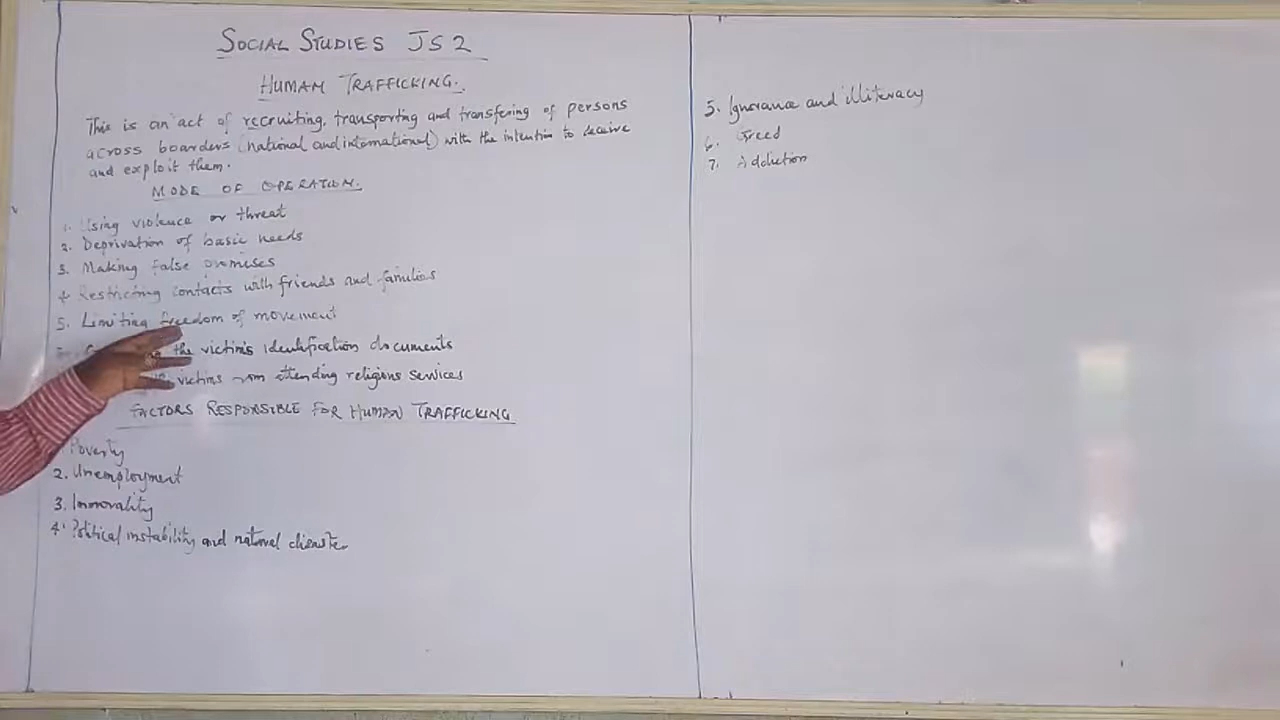 SOCIAL STUDIES JS2
HUMAN TRAFFICKING.
This is an act of recruiting, transporting and transfering of persons
across boarders (national and international) with the intention to deceive
and exploit them.
MODE OF OPERATION.
1. Using violence or threat
2. Deprivation of basic needs
3. Making false promises
4. Restricting contacts with friends and families
5. Limiting freedom of movement
the victim's identification documents
victims from attending religious services
FACTORS RESPONSIBLE FOR HUMAN TRAFFICKING
Poverty
2. Unemployment
3. Immorality
4. Political instability and natural disaster
5. Ignorance and illiteracy
6. Greed
7. Addiction